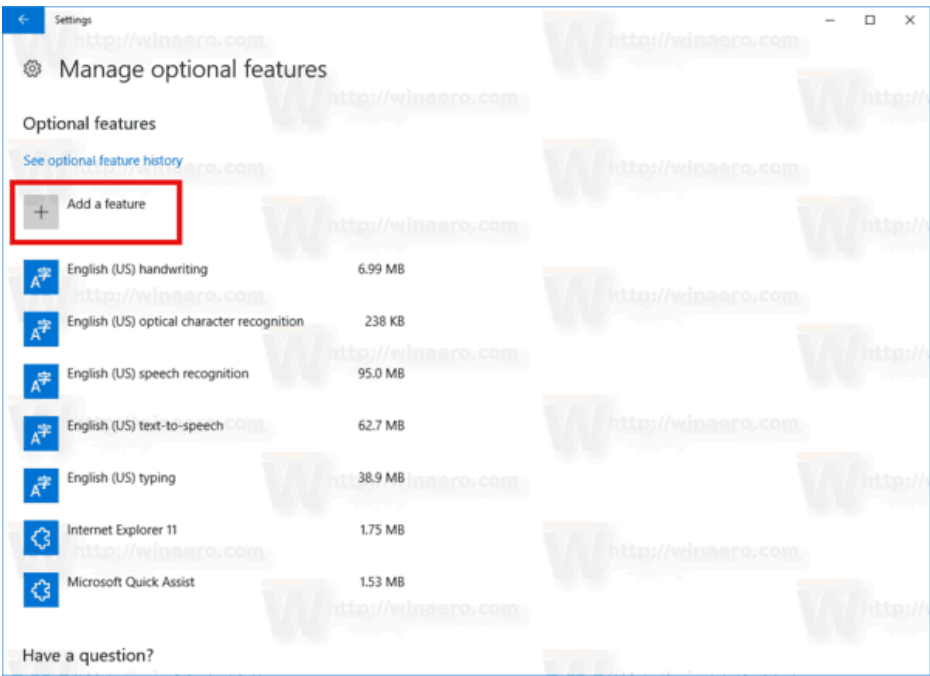 Settings
Manage optional features
Optional features
See optional feature history
Add a feature
English (US) handwriting 6.99 MB
English (US) optical character recognition 238 KB
English (US) speech recognition 95.0 MB
English (US) text-to-speech 62.7 MB
English (US) typing 38.9 MB
Internet Explorer 11 1.75 MB
Microsoft Quick Assist 1.53 MB
Have a question?
http://winaero.com